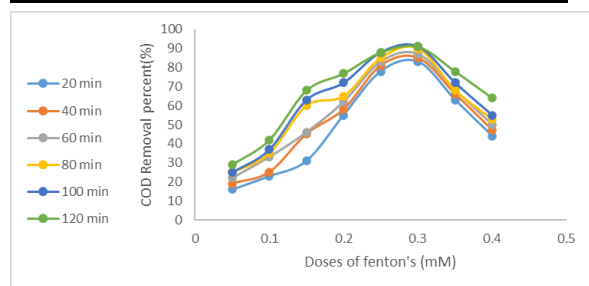 20 min
40 min
60 min
80 min
100 min
120 min
COD Removal percent(%)
100
90
80
70
60
50
40
30
20
10
0
0 0.1 0.2 0.3 0.4 0.5
Doses of fenton's (mM)